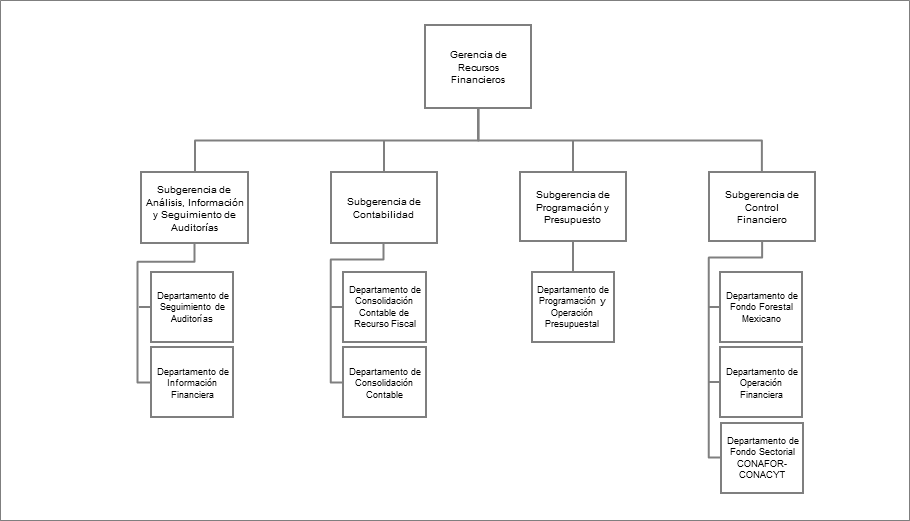 Gerencia de
Recursos
Financieros
Subgerencia de
Análisis, Información
y Seguimiento de
Auditorías
Subgerencia de
Contabilidad
Subgerencia de
Programación y
Presupuesto
Subgerencia de
Control
Financiero
Departamento de
Seguimiento de
Auditorías
Departamento de
Información
Financiera
Departamento de
Consolidación
Contable de
Recurso Fiscal
Departamento de
Consolidación
Contable
Departamento de
Programación y
Operación
Presupuestal
Departamento de
Fondo Forestal
Mexicano
Departamento de
Operación
Financiera
Departamento de
Fondo Sectorial
CONAFOR-
CONACYT